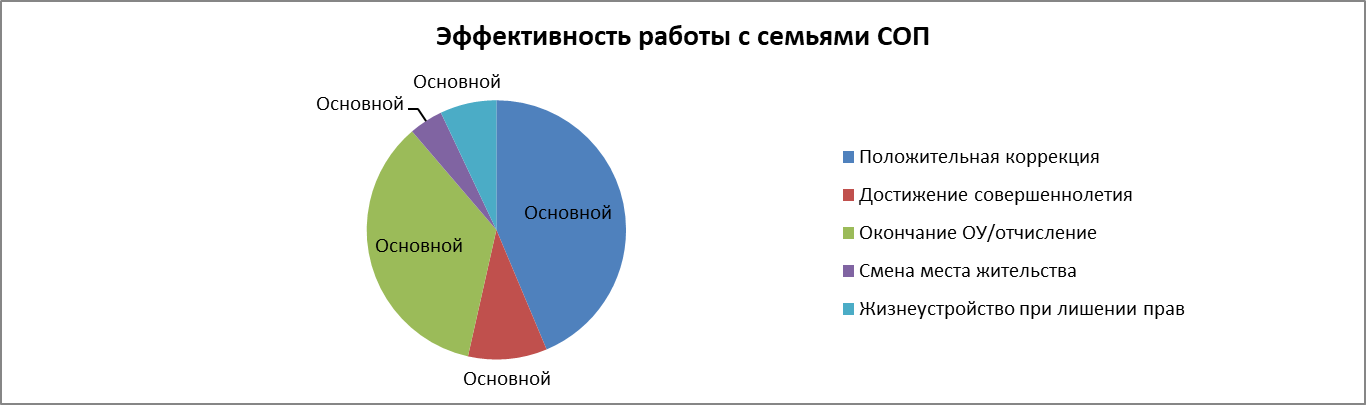 Эффективность работы с семьями СОП
Основной
Основной
Основной
Основной
Основной
Положительная коррекция
Достижение совершеннолетия
Окончание ОУ/отчисление
Смена места жительства
Жизнеустройство при лишении прав